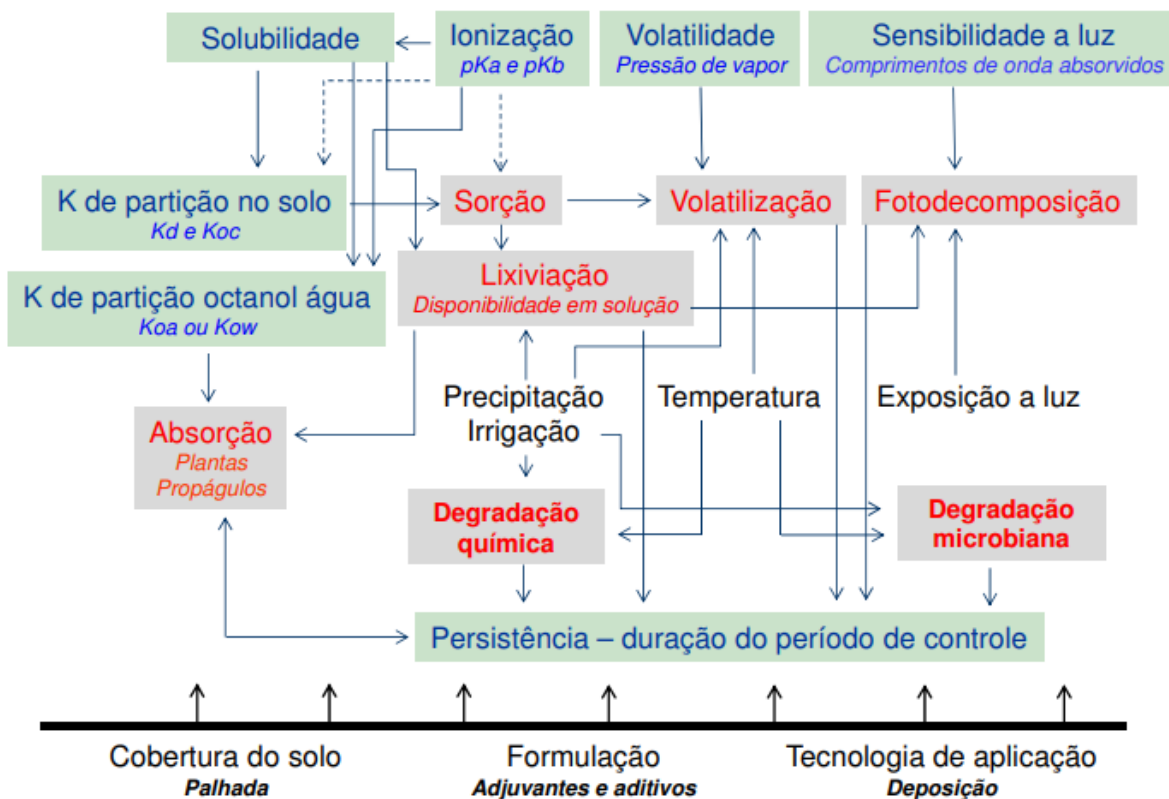 Solubilidade
Ionização
pKa e pKb
Volatilidade
Pressão de vapor
Sensibilidade a luz
Comprimentos de onda absorvidos
K de partição no solo
Kd e Koc
Sorção
Volatilização
Fotodecomposição
K de partição octanol água
Koa ou Kow
Lixiviação
Disponibilidade em solução
Precipitação
Irrigação
Temperatura
Exposição a luz
Absorção
Plantas
Propágulos
Degradação
química
Degradação
microbiana
Persistência – duração do período de controle
Cobertura do solo
Palhada
Formulação
Adjuvantes e aditivos
Tecnologia de aplicação
Deposição